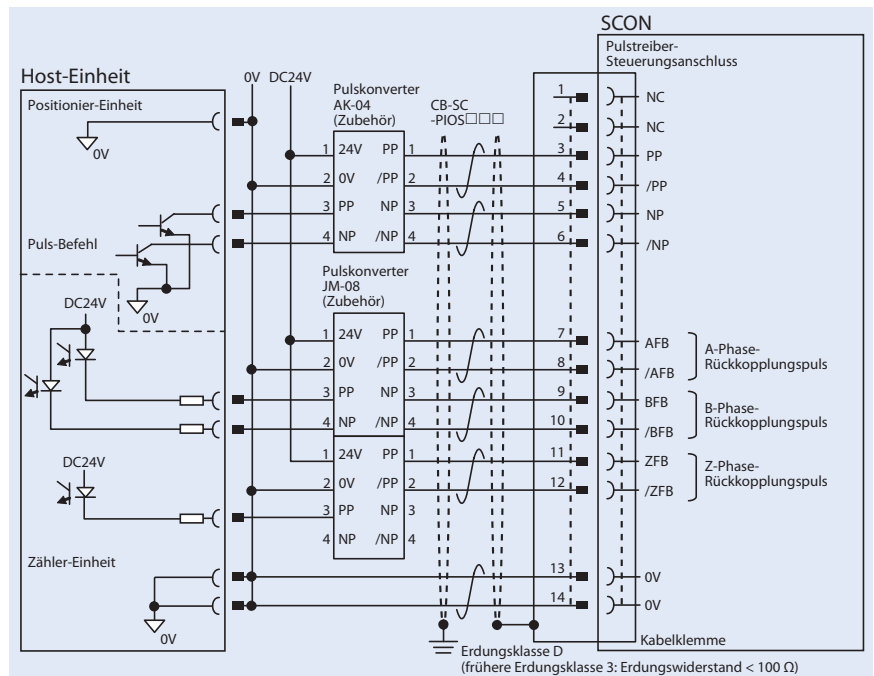 SCON
Pulstreiber-
Steuerungsanschluss
Host-Einheit
0V DC24V
Positionier-Einheit
0V
Pulskonverter
AK-04
(Zubehör)
CB-SC
-PIOS□□□
1 NC
2 NC
1 24V PP 1 3 PP
2 0V /PP 2 4 /PP
3 PP NP 3 5 NP
4 NP /NP 4 6 /NP
Puls-Befehl
0V
DC24V
Pulskonverter
JM-08
(Zubehör)
1 24V PP 1 7 AFB
2 0V /PP 2 8 /AFB
A-Phase-
Rückkopplungspuls
3 PP NP 3 9 BFB
4 NP /NP 4 10 /BFB
B-Phase-
Rückkopplungspuls
DC24V
1 24V PP 1 11 ZFB
2 0V /PP 2 12 /ZFB
Z-Phase-
Rückkopplungspuls
3 PP NP 3
4 NP /NP 4
Zähler-Einheit
13 0V
14 0V
0V
Kabelklemme
Erdungsklasse D
(frühere Erdungsklasse 3: Erdungswiderstand < 100 Ω)